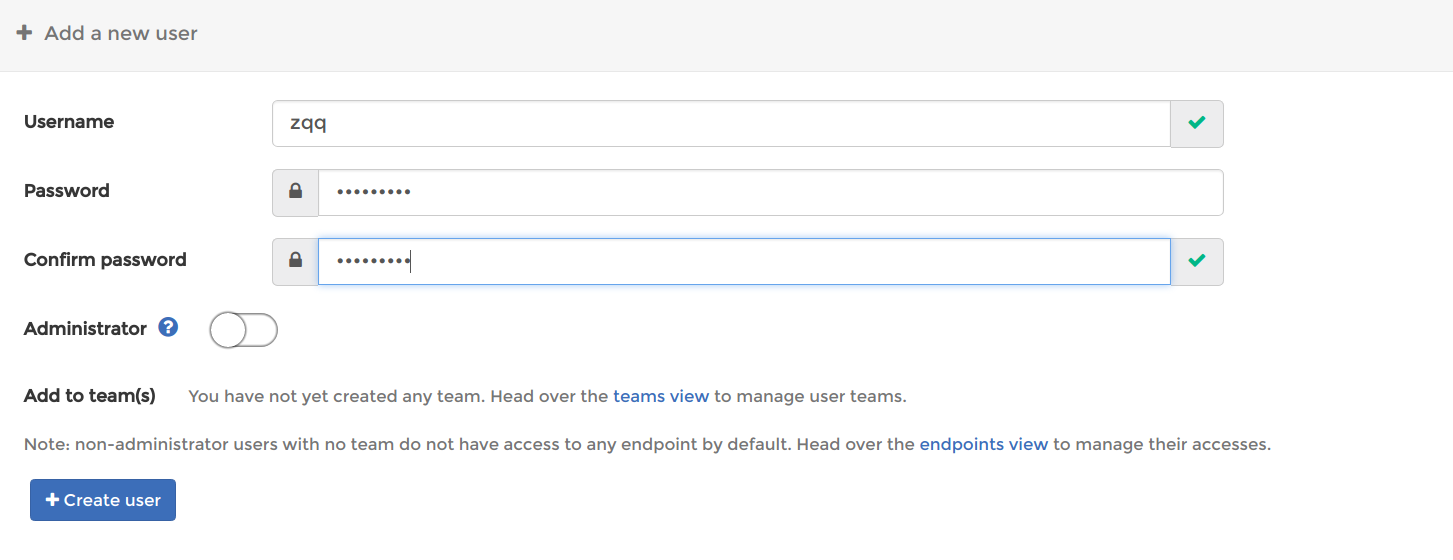 Add a new user
Username
zqq
Password
•••••••••
Confirm password
•••••••••
Administrator ?
Add to team(s) You have not yet created any team. Head over the teams view to manage user teams.
Note: non-administrator users with no team do not have access to any endpoint by default. Head over the endpoints view to manage their accesses.
+ Create user